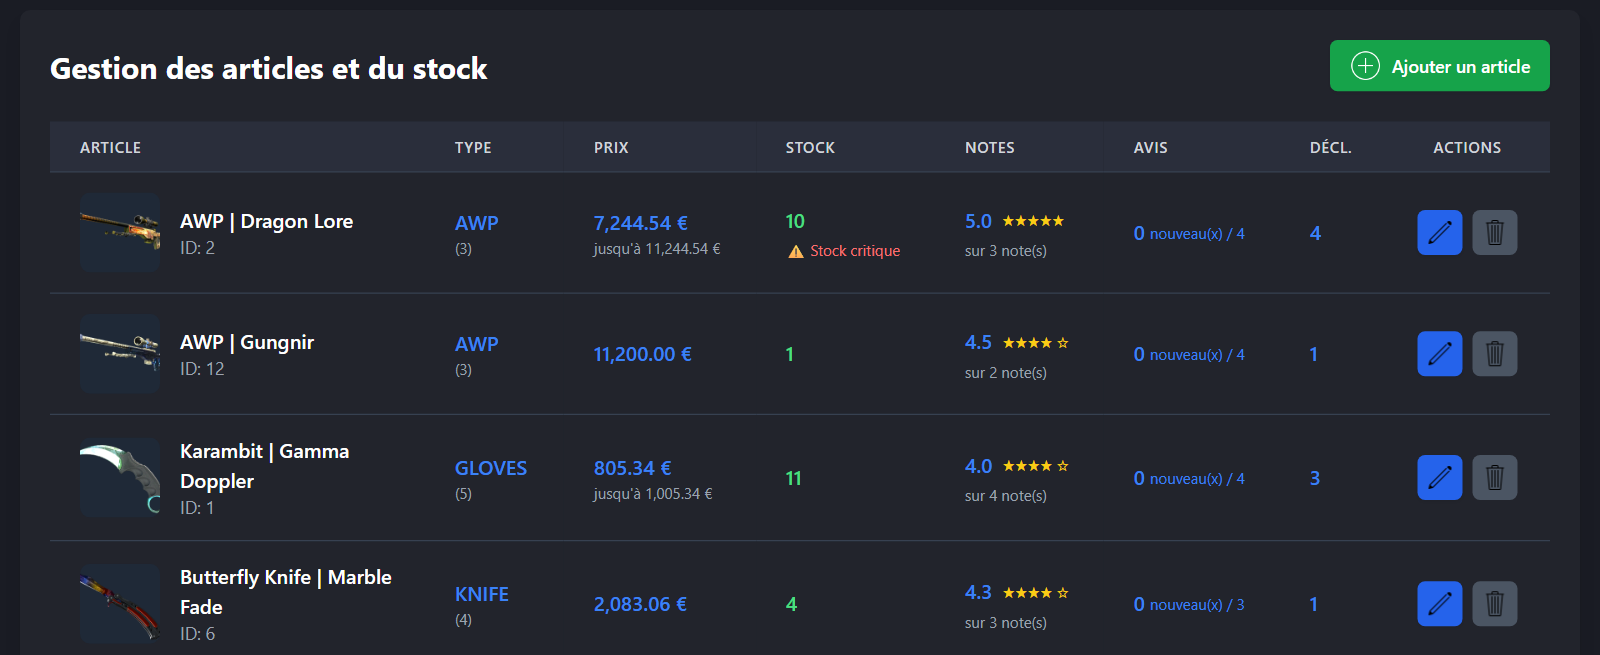 Gestion des articles et du stock
Ajouter un article
ARTICLE TYPE PRIX STOCK NOTES AVIS DÉCL. ACTIONS
AWP | Dragon Lore
ID: 2
AWP
(3)
7,244.54 €
jusqu'à 11,244.54 €
10
⚠ Stock critique
5.0 ★★★★★
sur 3 note(s)
0 nouveau(x) / 4
4
AWP | Gungnir
ID: 12
AWP
(3)
11,200.00 €
1
4.5 ★★★★☆
sur 2 note(s)
0 nouveau(x) / 4
1
Karambit | Gamma
Doppler
ID: 1
GLOVES
(5)
805.34 €
jusqu'à 1,005.34 €
11
4.0 ★★★★☆
sur 4 note(s)
0 nouveau(x) / 4
3
Butterfly Knife | Marble
Fade
ID: 6
KNIFE
(4)
2,083.06 €
4
4.3 ★★★★☆
sur 3 note(s)
0 nouveau(x) / 3
1